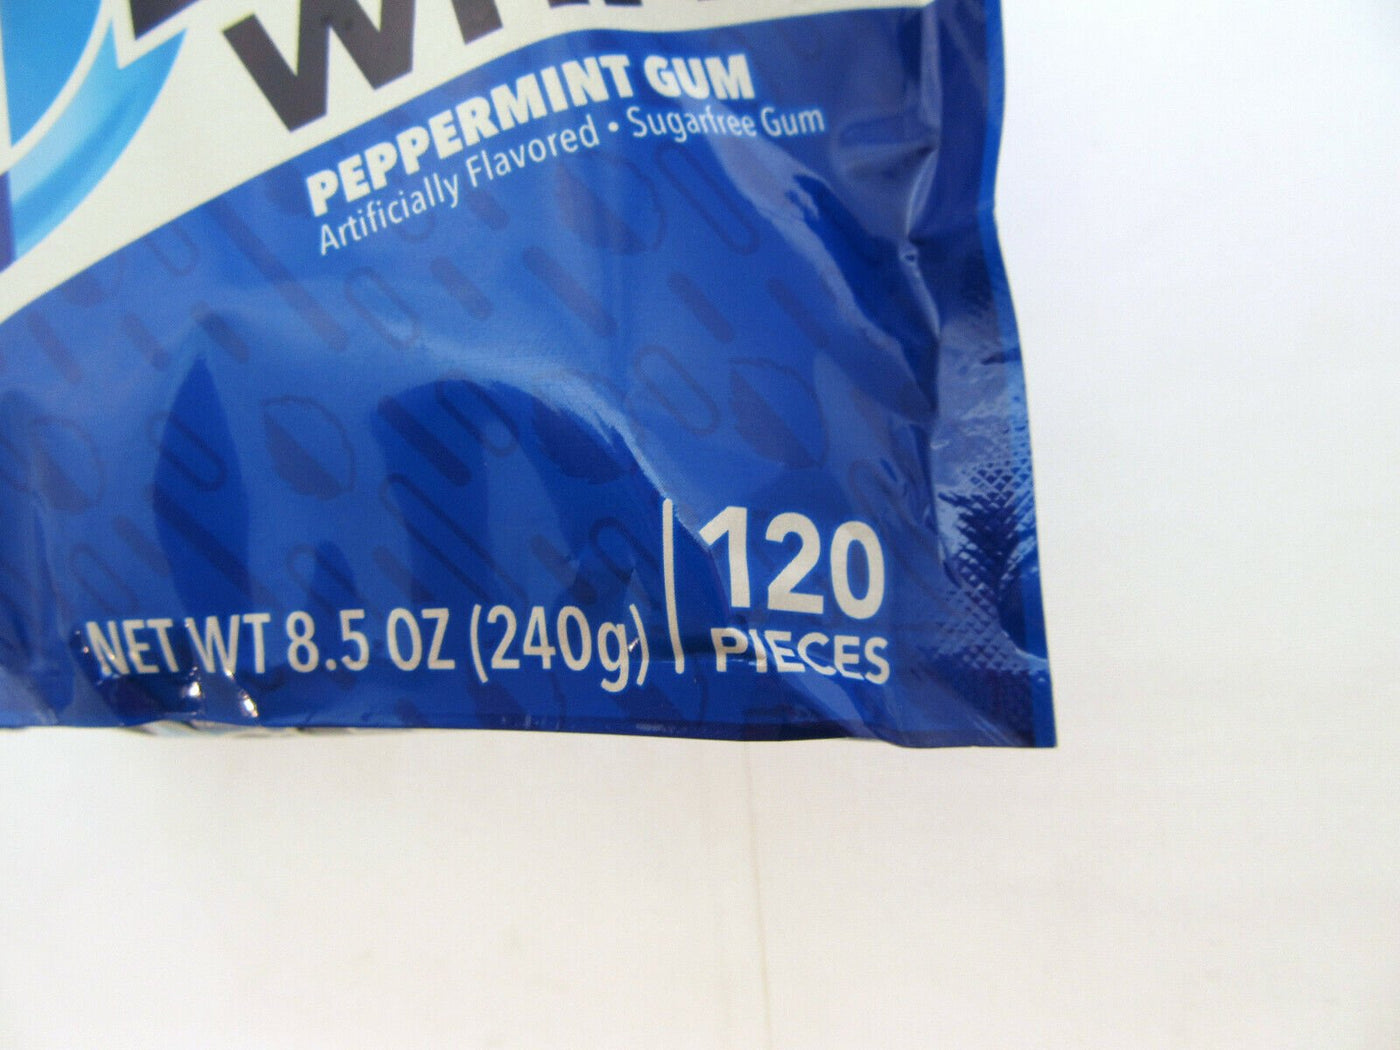 PEPPERMINT GUM
Artificially Flavored • Sugarfree Gum
120
PIECES
NET WT 8.5 OZ (240g)